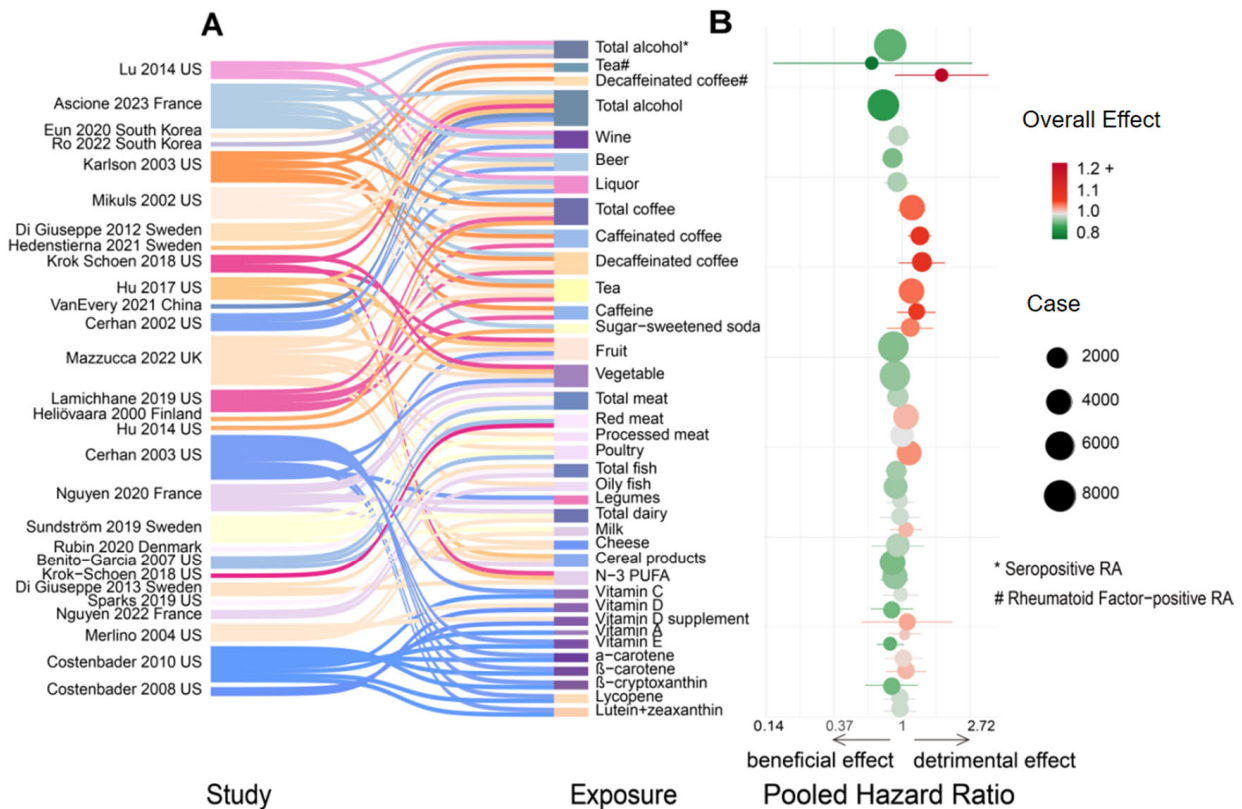 A
B
Lu 2014 US
Ascione 2023 France
Eun 2020 South Korea
Ro 2022 South Korea
Karlson 2003 US
Mikuls 2002 US
Di Giuseppe 2012 Sweden
Hedenstierna 2021 Sweden
Krok Schoen 2018 US
Hu 2017 US
VanEvery 2021 China
Cerhan 2002 US
Mazzucca 2022 UK
Lamichhane 2019 US
Heliövaara 2000 Finland
Hu 2014 US
Cerhan 2003 US
Nguyen 2020 France
Sundström 2019 Sweden
Rubin 2020 Denmark
Benito-Garcia 2007 US
Krok-Schoen 2018 US
Di Giuseppe 2013 Sweden
Sparks 2019 US
Nguyen 2022 France
Merlino 2004 US
Costenbader 2010 US
Costenbader 2008 US
Study
Total alcohol*
Tea#
Decaffeinated coffee#
Total alcohol
Wine
Beer
Liquor
Total coffee
Caffeinated coffee
Decaffeinated coffee
Tea
Caffeine
Sugar-sweetened soda
Fruit
Vegetable
Total meat
Red meat
Processed meat
Poultry
Total fish
Oily fish
Legumes
Total dairy
Milk
Cheese
Cereal products
N-3 PUFA
Vitamin C
Vitamin D
Vitamin D supplement
Vitamin A
Vitamin E
a-carotene
ß-carotene
ß-cryptoxanthin
Lycopene
Lutein+zeaxanthin
Exposure
0.14
0.37
1
2.72
beneficial effect
detrimental effect
Pooled Hazard Ratio
Overall Effect
1.2 +
1.1
1.0
0.8
Case
2000
4000
6000
8000
* Seropositive RA
# Rheumatoid Factor-positive RA